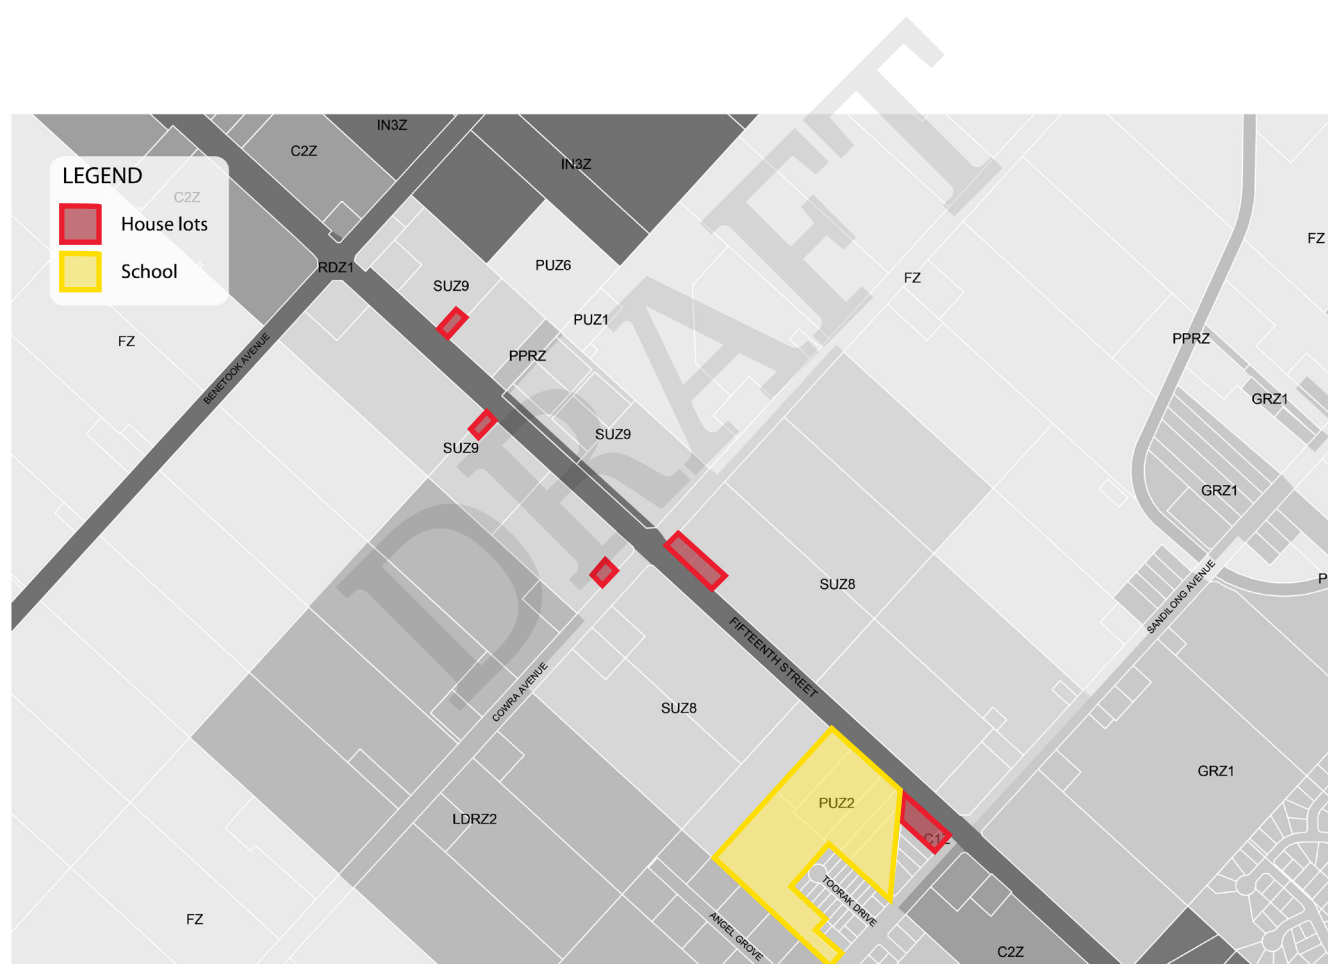 DRAFT
IN3Z
C2Z
IN3Z
LEGEND
C2Z
House lots
School
RDZ1
PUZ6
FZ
FZ
SUZ9
PUZ1
FZ
BENETOOK AVENUE
PPRZ
PPRZ
GRZ1
SUZ9
SUZ9
GRZ1
SUZ8
P
SANDILONG AVENUE
FIFTEENTH STREET
COWRA AVENUE
SUZ8
GRZ1
PUZ2
LDRZ2
C1Z
TOORAK DRIVE
FZ
ANGEL GROVE
C2Z